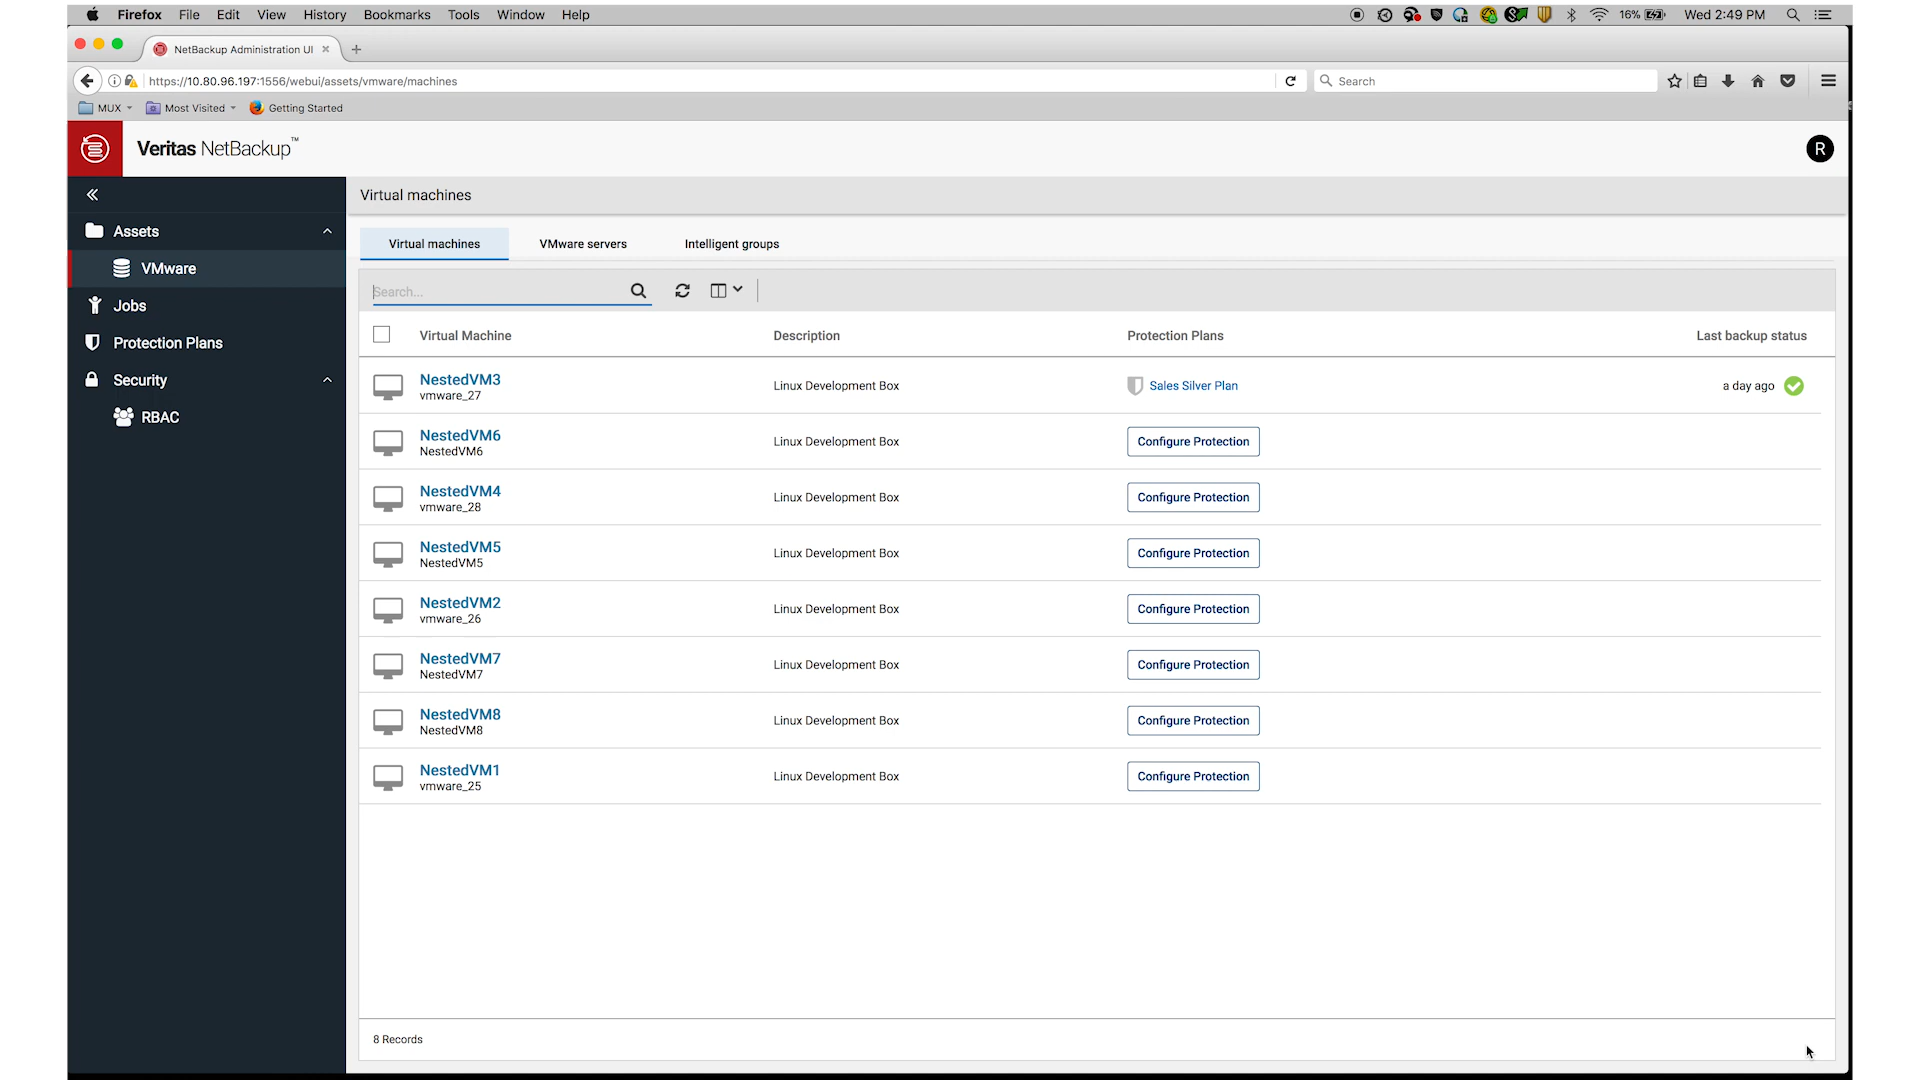 Firefox File Edit View History Bookmarks Tools Window Help 16% Wed 2:49 PM
NetBackup Administration UI
https://10.80.96.197:1556/webui/assets/vmware/machines Search
MUX Most Visited Getting Started
Veritas NetBackup™ R
Virtual machines
Assets
VMware
Jobs
Protection Plans
Security
RBAC
Virtual machines VMware servers Intelligent groups
Search...
Virtual Machine Description Protection Plans Last backup status
NestedVM3 Linux Development Box Sales Silver Plan a day ago
vmware_27
NestedVM6 Linux Development Box Configure Protection
NestedVM6
NestedVM4 Linux Development Box Configure Protection
vmware_28
NestedVM5 Linux Development Box Configure Protection
NestedVM5
NestedVM2 Linux Development Box Configure Protection
vmware_26
NestedVM7 Linux Development Box Configure Protection
NestedVM7
NestedVM8 Linux Development Box Configure Protection
NestedVM8
NestedVM1 Linux Development Box Configure Protection
vmware_25
8 Records